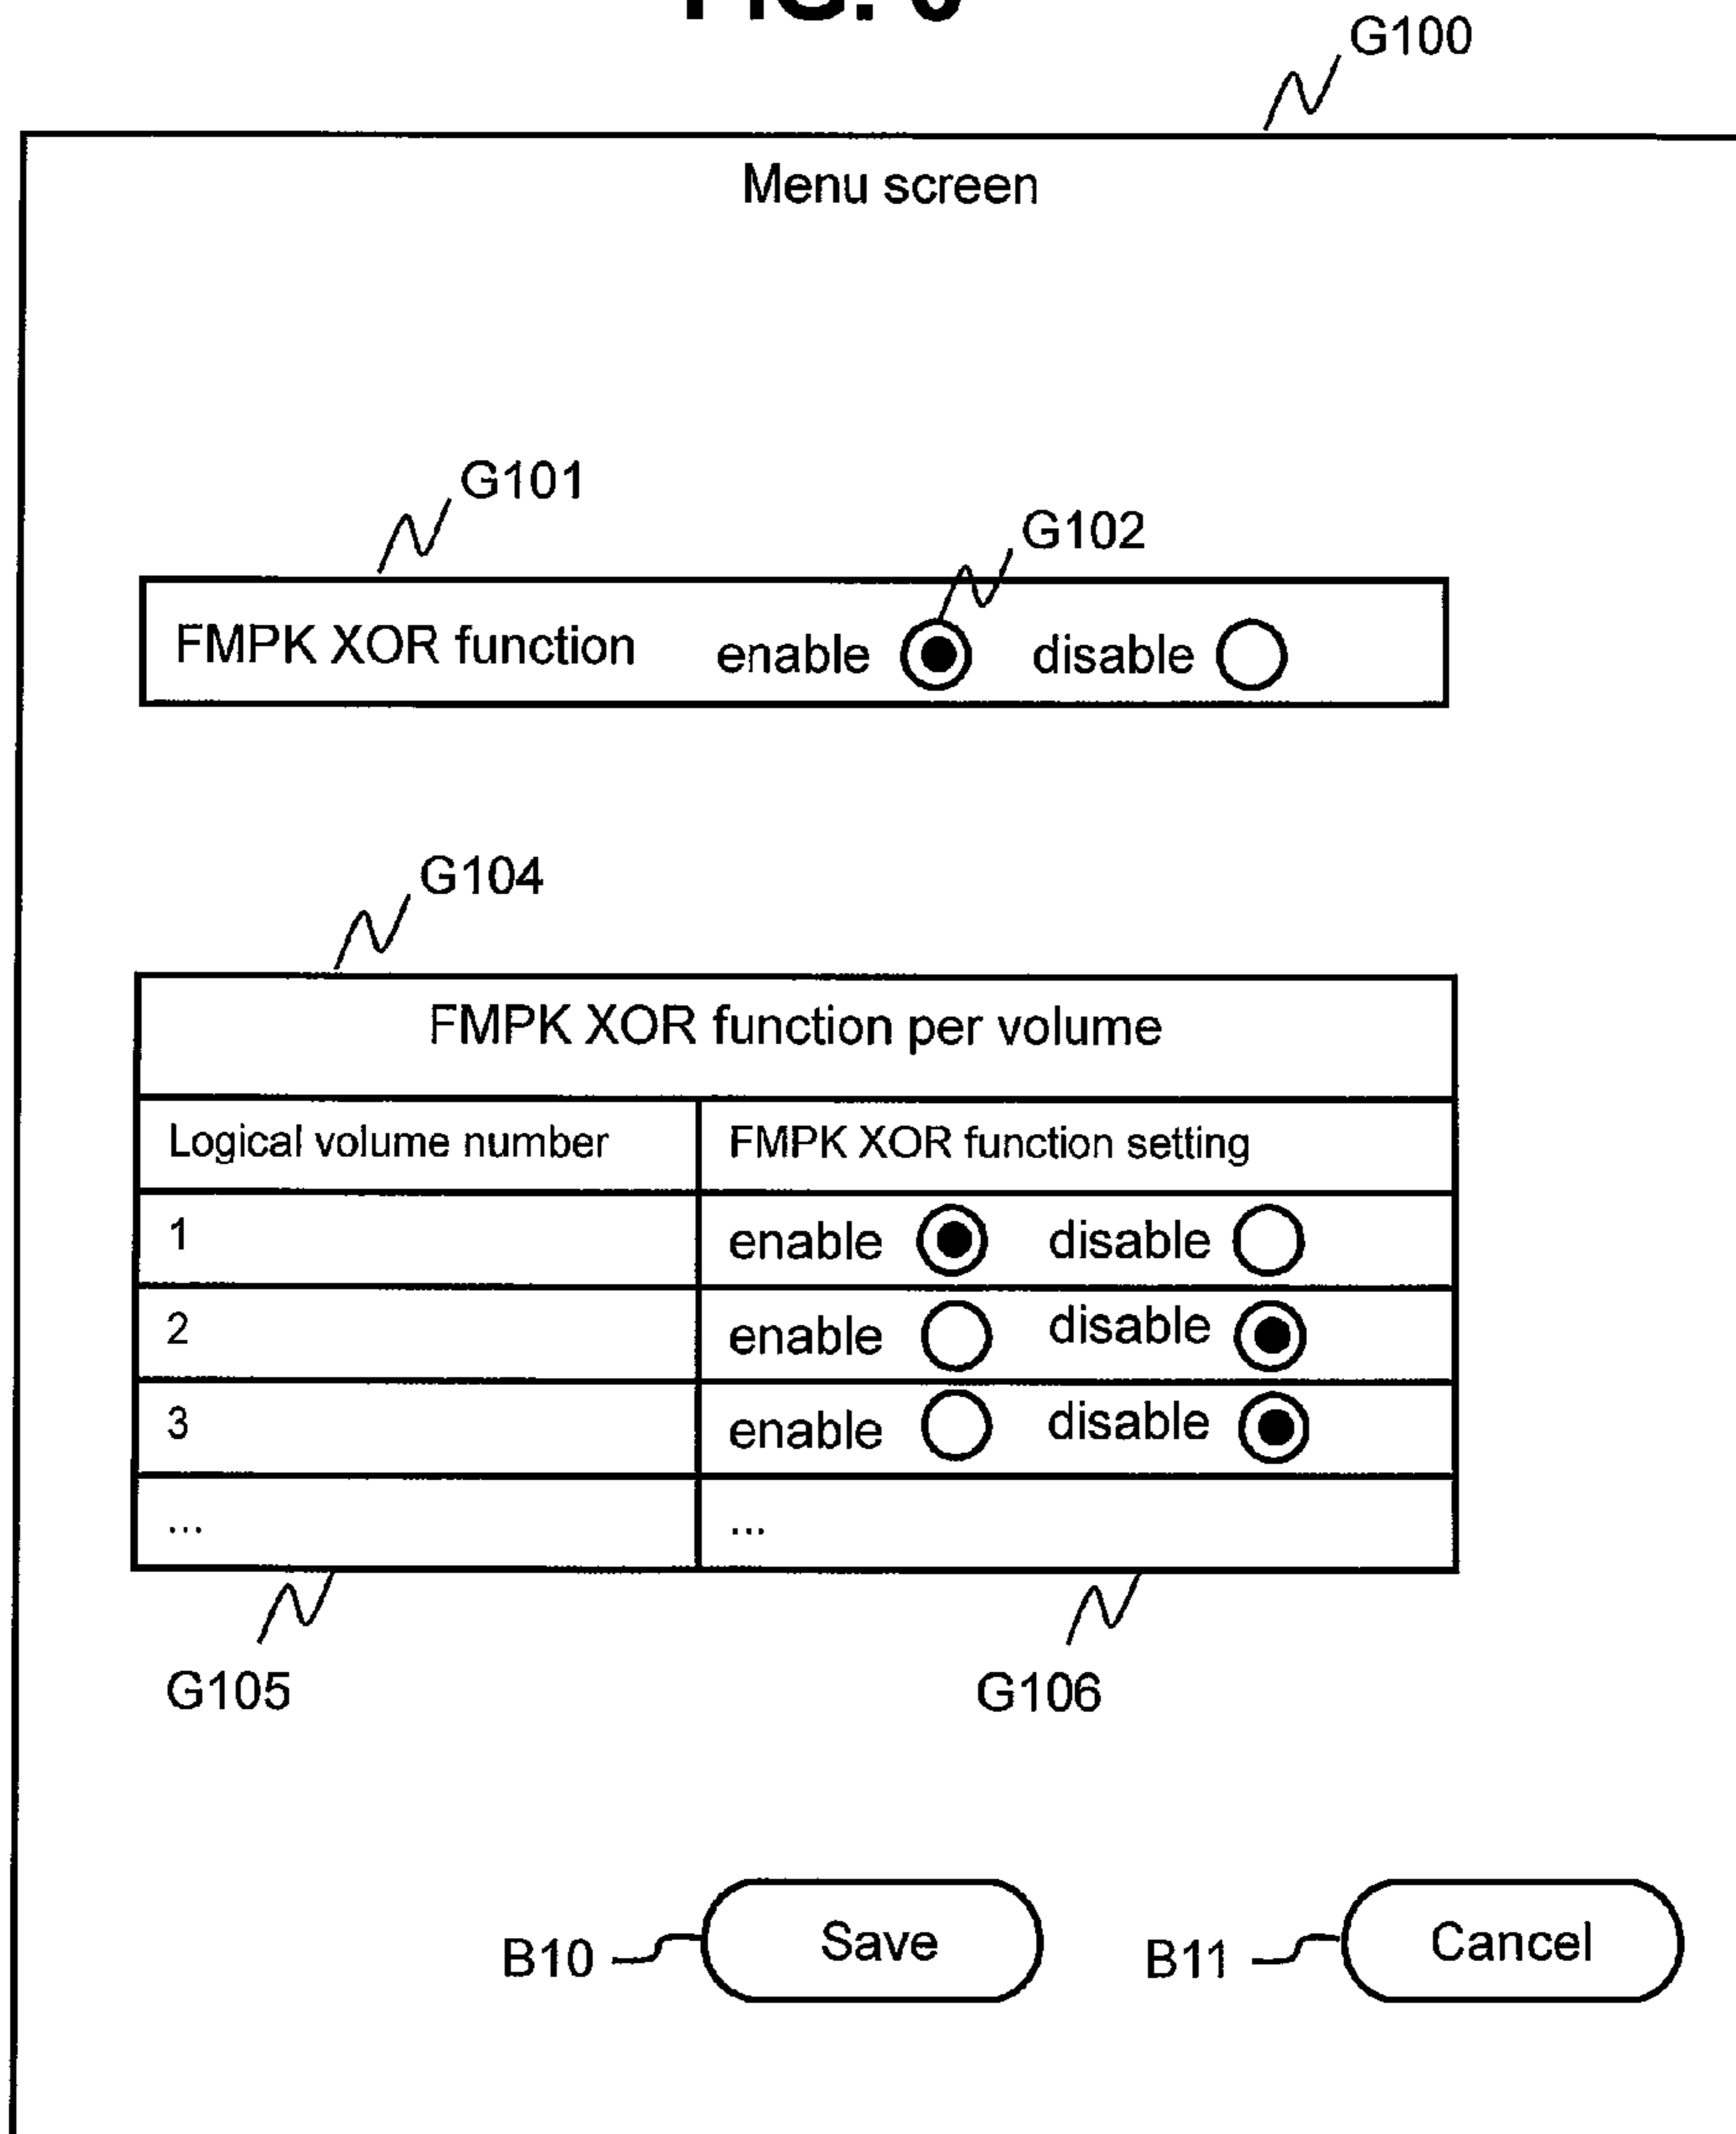 FIG.
G100
Menu screen
G101
G102
FMPK XOR function enable disable
G104
FMPK XOR function per volume
Logical volume number FMPK XOR function setting
1 enable disable
2 enable disable
3 enable disable
... ...
G105 G106
B10 Save B11 Cancel